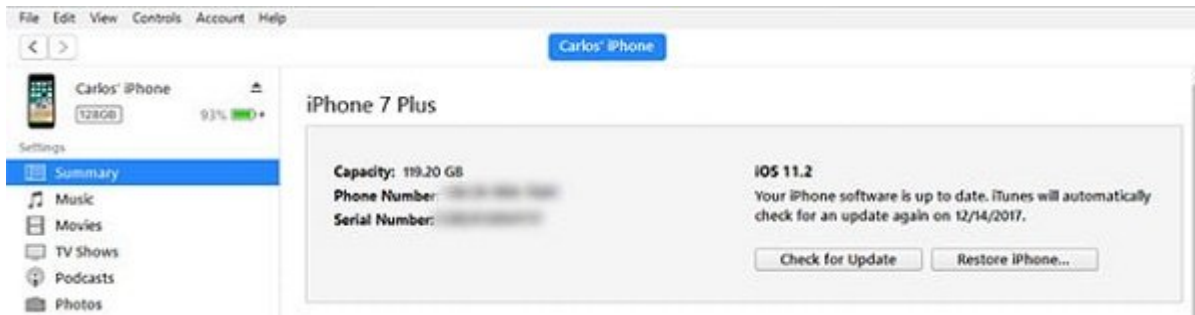 File Edit View Controls Account Help
Carlos' iPhone
Carlos' iPhone
128GB 93%
Settings
Summary
Music
Movies
TV Shows
Podcasts
Photos
iPhone 7 Plus
Capacity: 119.20 GB
Phone Number
Serial Number:
iOS 11.2
Your iPhone software is up to date. iTunes will automatically
check for an update again on 12/14/2017.
Check for Update Restore iPhone...